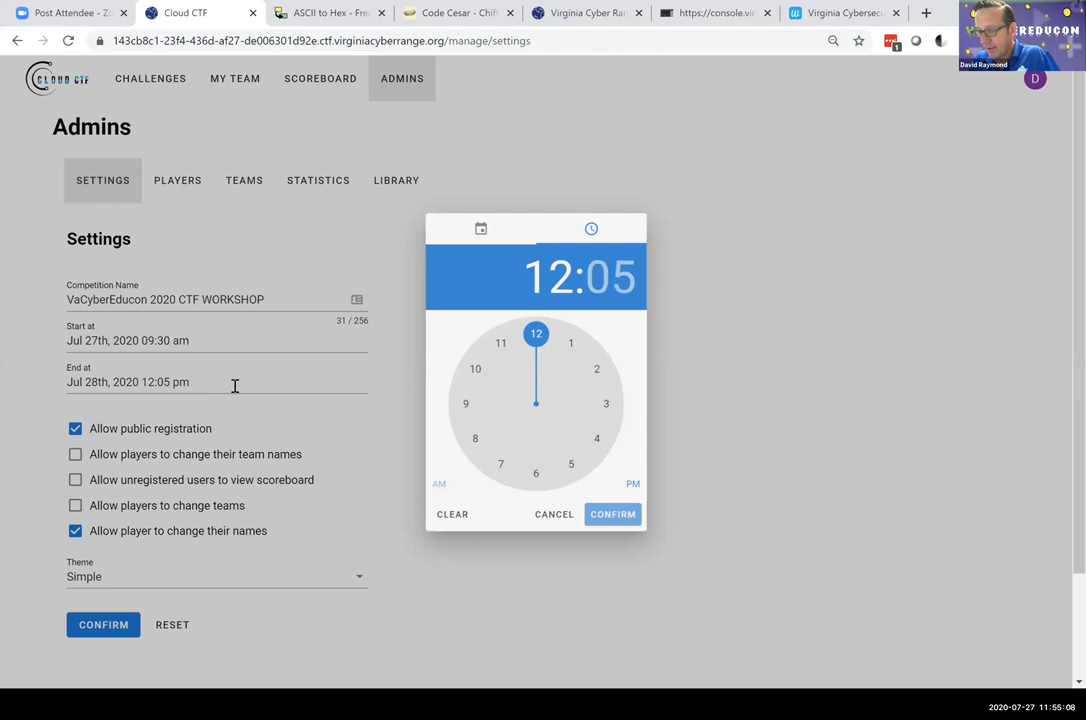 Post Attendee - Zo
Cloud CTF
ASCII to Hex - Fre
Code Cesar - Chif
Virginia Cyber Ran
https://console.vir
Virginia Cybersecu
143cb8c1-23f4-436d-af27-de006301d92e.ctf.virginiacyberrange.org/manage/settings
1
EREDUCON
David Raymond
CLOUD CTF
CHALLENGES
MY TEAM
SCOREBOARD
ADMINS
D
Admins
SETTINGS
PLAYERS
TEAMS
STATISTICS
LIBRARY
Settings
Competition Name
VaCyberEducon 2020 CTF WORKSHOP
31 / 256
Start at
Jul 27th, 2020 09:30 am
End at
Jul 28th, 2020 12:05 pm
Allow public registration
Allow players to change their team names
Allow unregistered users to view scoreboard
Allow players to change teams
Allow player to change their names
Theme
Simple
CONFIRM
RESET
12:05
12
11
1
10
2
9
3
8
4
7
5
6
AM
PM
CLEAR
CANCEL
CONFIRM
2020-07-27 11:55:08